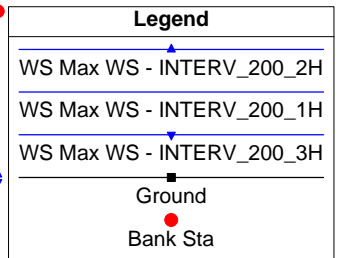 Legend
WS Max WS - INTERV_200_2H
WS Max WS - INTERV_200_1H
WS Max WS - INTERV_200_3H
Ground
Bank Sta